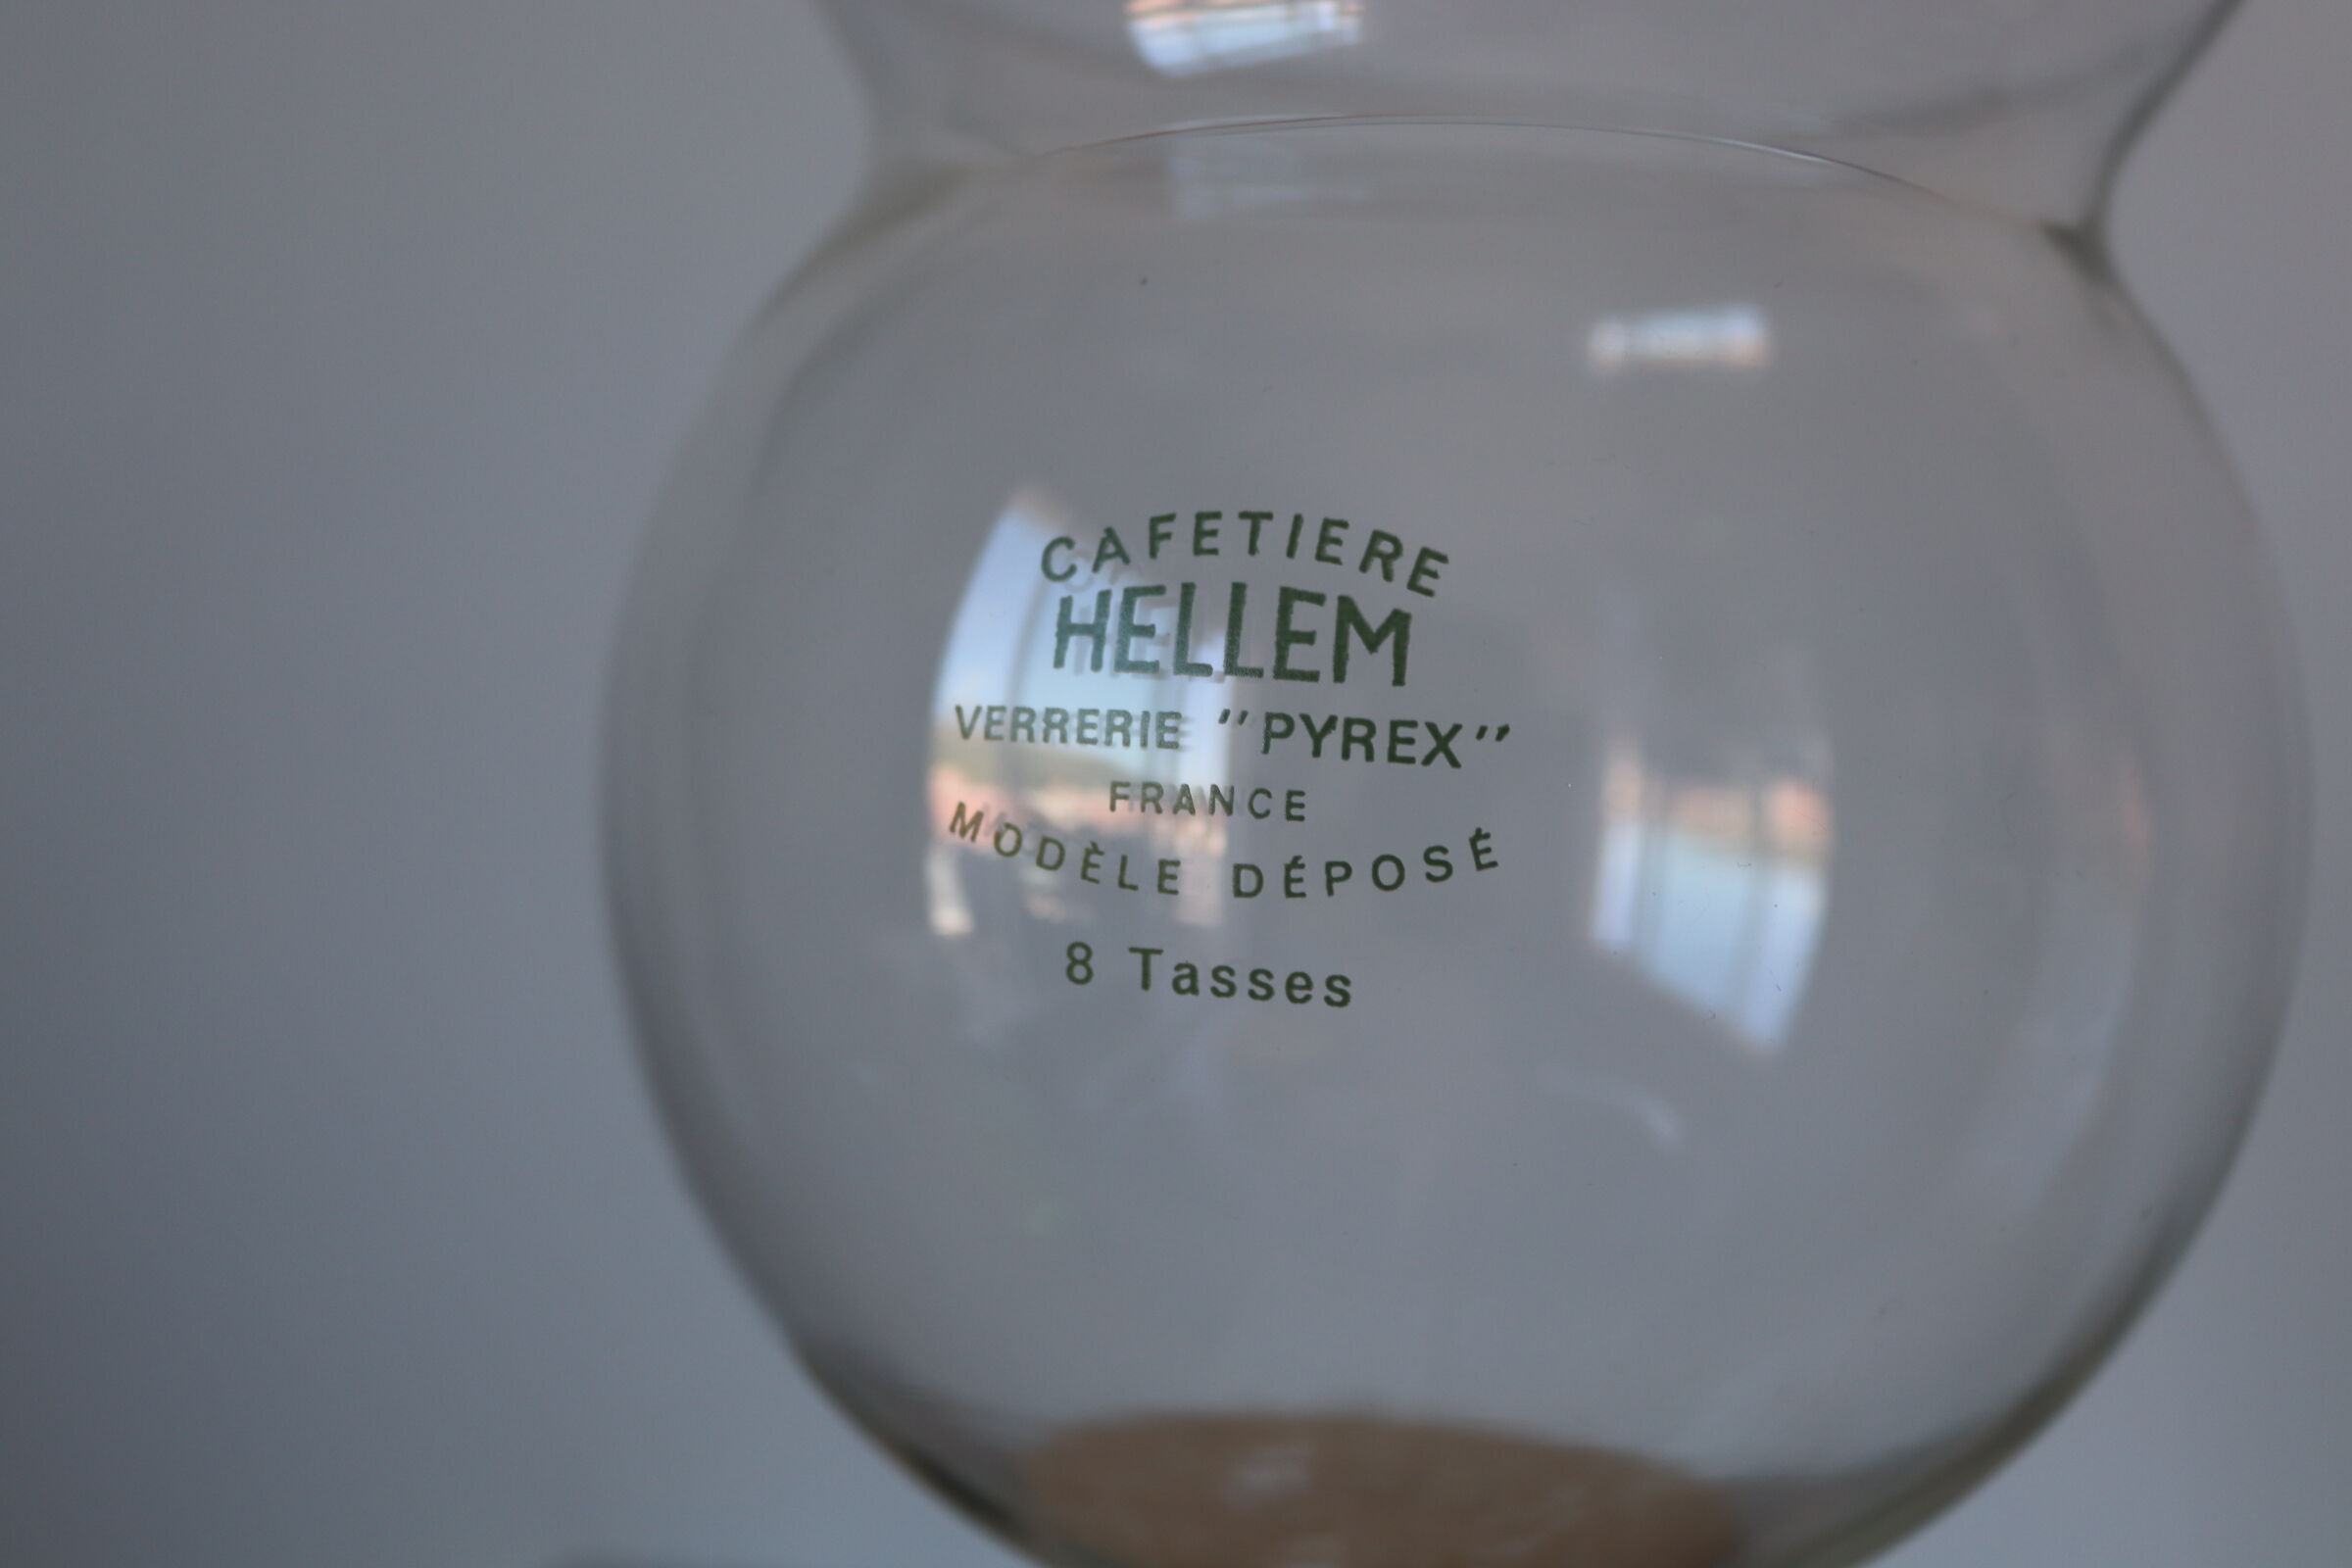 CAFETIERE
HELLEM
VERRERIE "PYREX"
FRANCE
MODÈLE DÉPOSÉ
8 Tasses